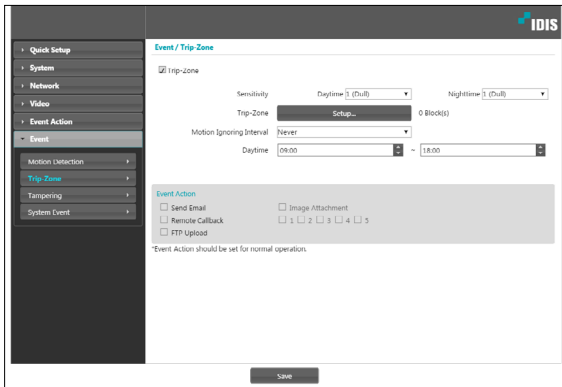 IDIS
Quick Setup
System
Network
Video
Event Action
Event
Motion Detection
Trip-Zone
Tampering
System Event
Event / Trip-Zone
Trip-Zone
Sensitivity Daytime 1 (Dull) Nighttime 1 (Dull)
Trip-Zone Setup... 0 Block(s)
Motion Ignoring Interval Never
Daytime 09:00 ~ 18:00
Event Action
Send Email Image Attachment
Remote Callback 1 2 3 4 5
FTP Upload
*Event Action should be set for normal operation.
Save